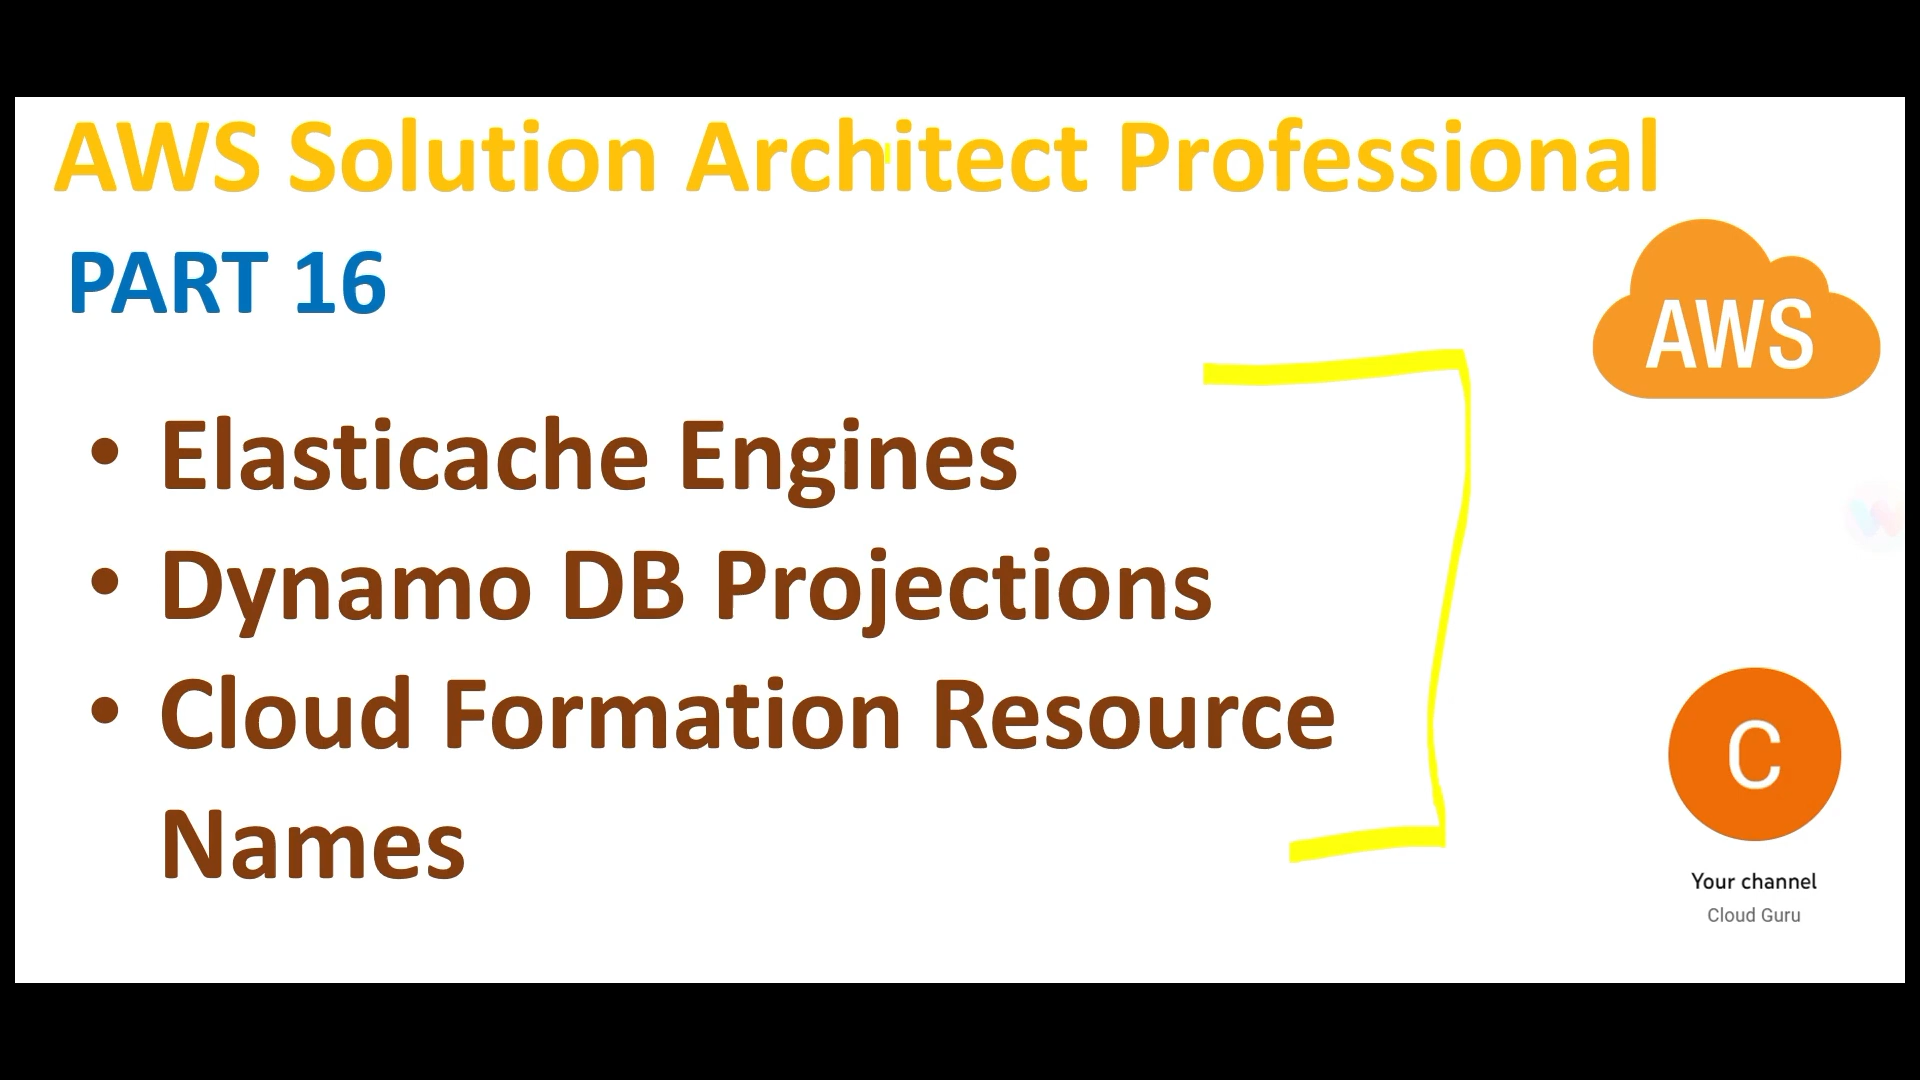 AWS Solution Architect Professional
PART 16
AWS
• Elasticache Engines
• Dynamo DB Projections
• Cloud Formation Resource
Names
C
Your channel
Cloud Guru